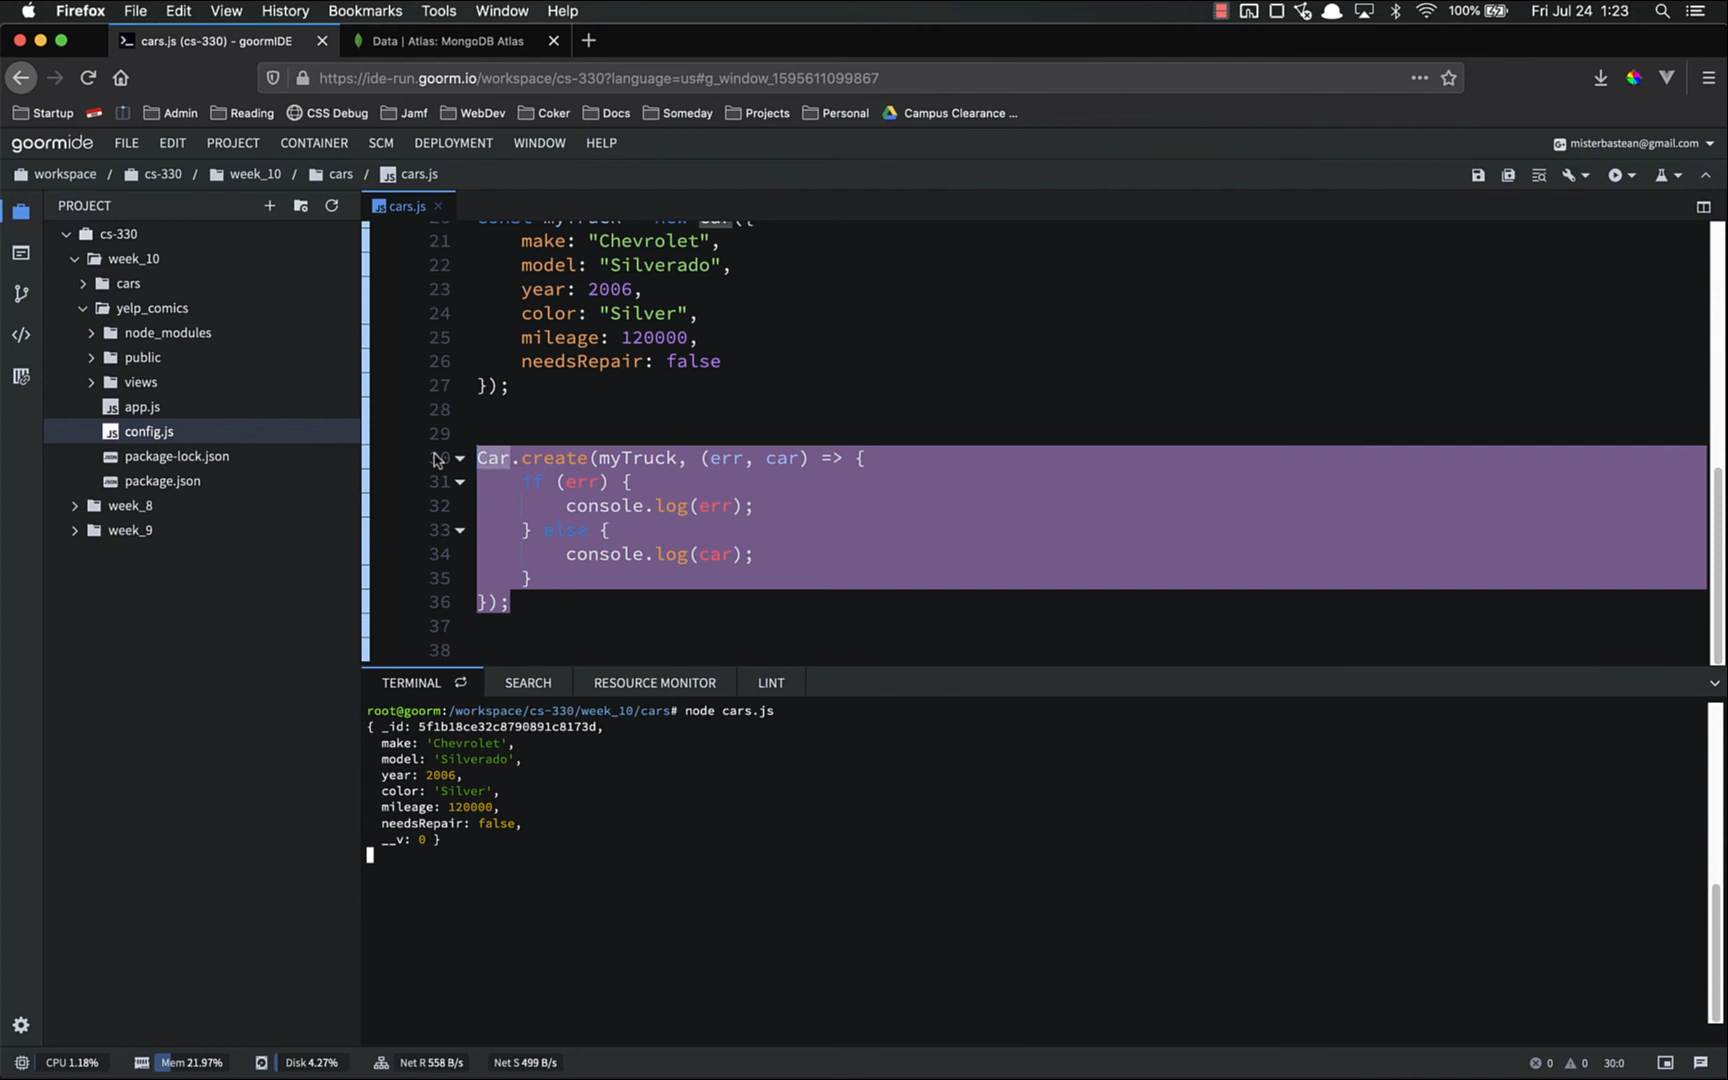 Firefox File Edit View History Bookmarks Tools Window Help 100% Fri Jul 24 1:23
cars.js (cs-330) - goormIDE
Data | Atlas: MongoDB Atlas
https://ide-run.goorm.io/workspace/cs-330?language=us#g_window_1595611099867
Startup Admin Reading CSS Debug Jamf WebDev Coker Docs Someday Projects Personal Campus Clearance ...
goormide FILE EDIT PROJECT CONTAINER SCM DEPLOYMENT WINDOW HELP misterbastean@gmail.com
workspace / cs-330 / week_10 / cars / cars.js
PROJECT
cs-330
week_10
cars
yelp_comics
node_modules
public
views
app.js
config.js
package-lock.json
package.json
week_8
week_9
cars.js
21 make: "Chevrolet",
22 model: "Silverado",
23 year: 2006,
24 color: "Silver",
25 mileage: 120000,
26 needsRepair: false
27 });
28
29
30 Car.create(myTruck, (err, car) => {
31 if (err) {
32 console.log(err);
33 } else {
34 console.log(car);
35 }
36 });
37
38
TERMINAL SEARCH RESOURCE MONITOR LINT
root@goorm:/workspace/cs-330/week_10/cars# node cars.js
{ _id: 5f1b18ce32c8790891c8173d,
make: 'Chevrolet',
model: 'Silverado',
year: 2006,
color: 'Silver',
mileage: 120000,
needsRepair: false,
__v: 0 }
CPU 1.18% Mem 21.97% Disk 4.27% Net R 558 B/s Net S 499 B/s 0 0 30:0